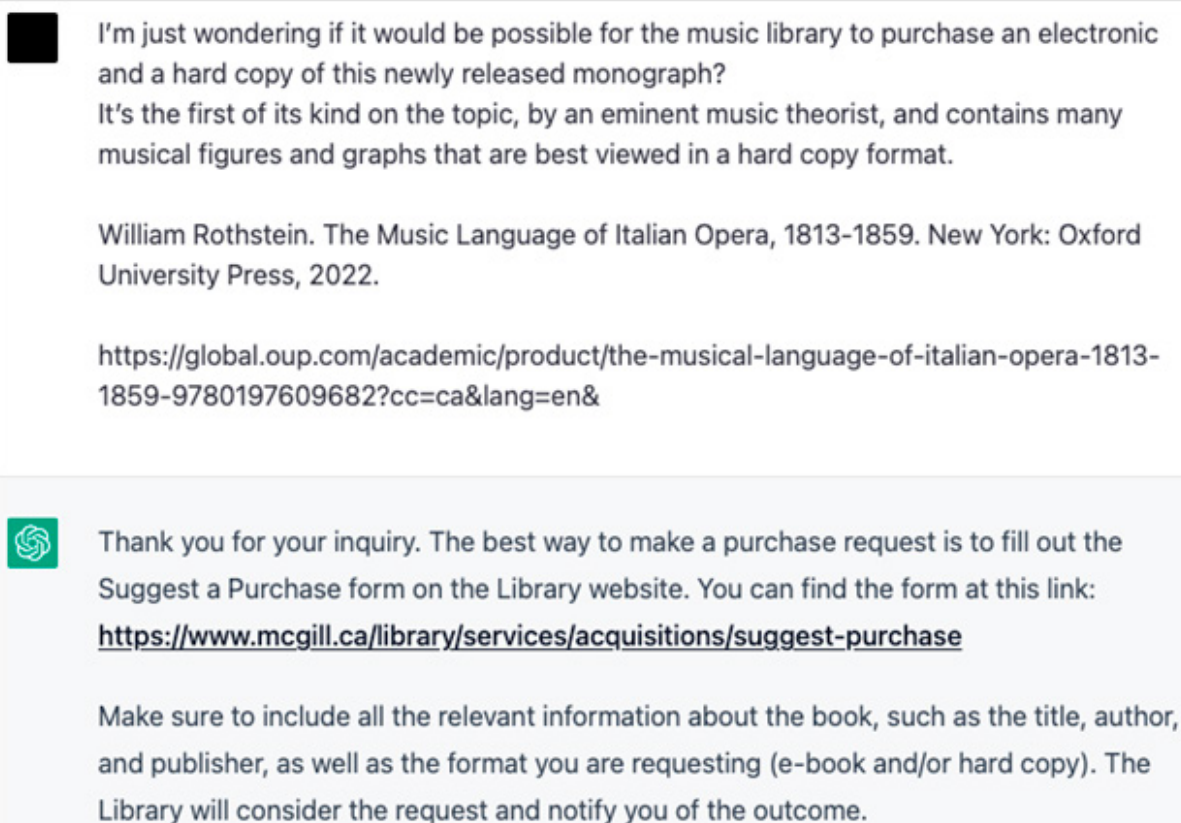 I'm just wondering if it would be possible for the music library to purchase an electronic
and a hard copy of this newly released monograph?
It's the first of its kind on the topic, by an eminent music theorist, and contains many
musical figures and graphs that are best viewed in a hard copy format.
William Rothstein. The Music Language of Italian Opera, 1813-1859. New York: Oxford
University Press, 2022.
https://global.oup.com/academic/product/the-musical-language-of-italian-opera-1813-
1859-9780197609682?cc=ca&lang=en&
Thank you for your inquiry. The best way to make a purchase request is to fill out the
Suggest a Purchase form on the Library website. You can find the form at this link:
https://www.mcgill.ca/library/services/acquisitions/suggest-purchase
Make sure to include all the relevant information about the book, such as the title, author,
and publisher, as well as the format you are requesting (e-book and/or hard copy). The
Library will consider the request and notify you of the outcome.